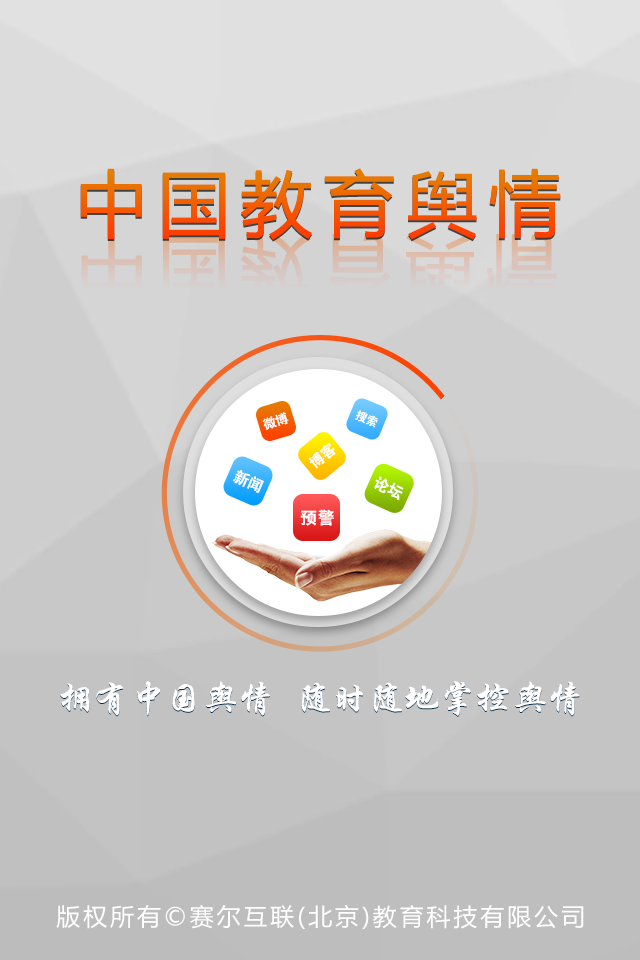 中国教育舆情
微博
搜索
博客
新闻
论坛
预警
拥有中国舆情 随时随地掌控舆情
版权所有©赛尔互联(北京)教育科技有限公司